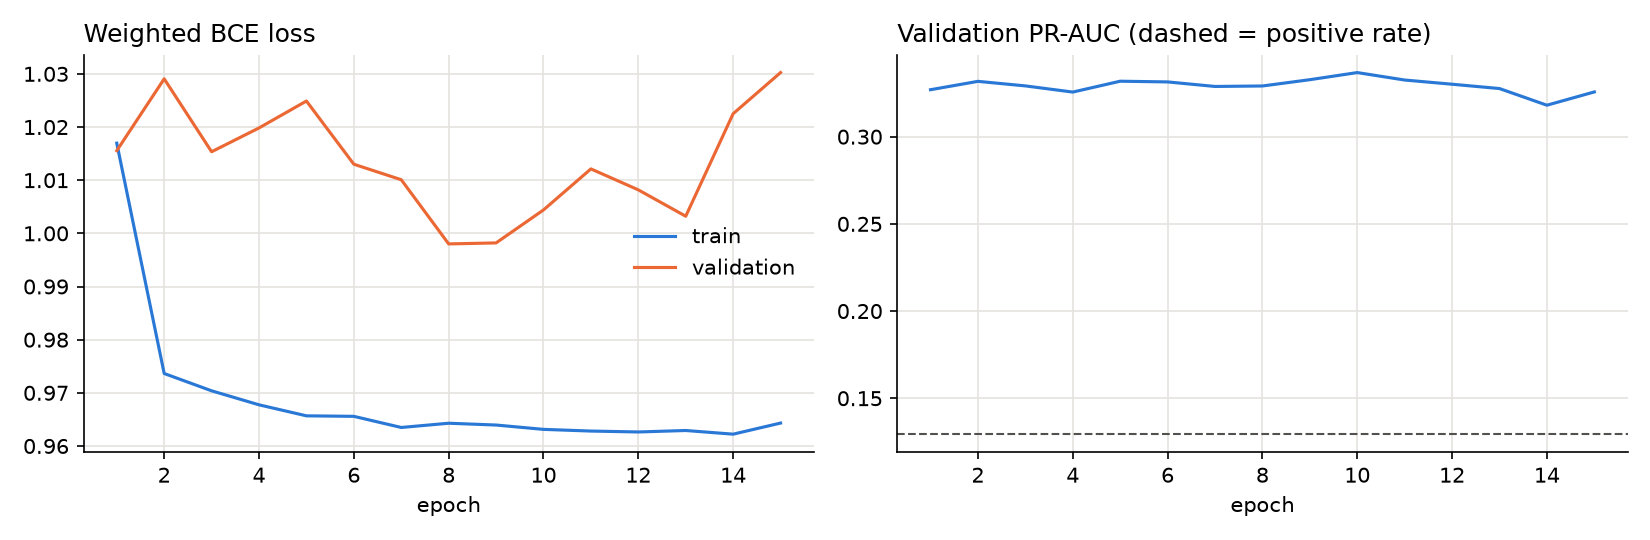 Weighted BCE loss
1.03
1.02
1.01
1.00
0.99
0.98
0.97
0.96
2 4 6 8 10 12 14
epoch
train
validation
Validation PR-AUC (dashed = positive rate)
0.30
0.25
0.20
0.15
2 4 6 8 10 12 14
epoch